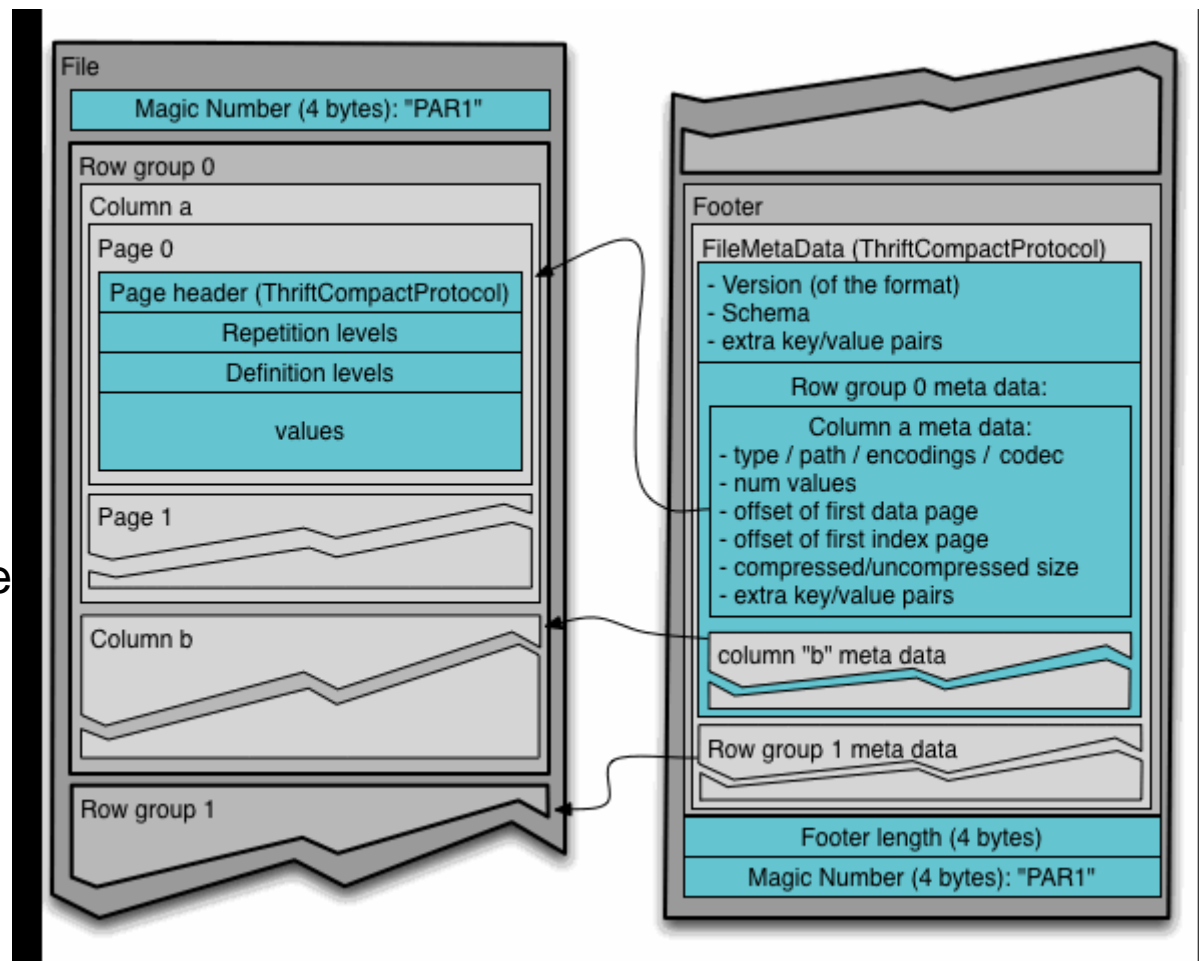 File
Magic Number (4 bytes): "PAR1"
Row group 0
Column a
Page 0
Page header (ThriftCompactProtocol)
Repetition levels
Definition levels
values
Page 1
Column b
Row group 1
e
Footer
FileMetaData (ThriftCompactProtocol)
- Version (of the format)
- Schema
- extra key/value pairs
Row group 0 meta data:
Column a meta data:
- type / path / encodings / codec
- num values
- offset of first data page
- offset of first index page
- compressed/uncompressed size
- extra key/value pairs
column "b" meta data
Row group 1 meta data
Footer length (4 bytes)
Magic Number (4 bytes): "PAR1"